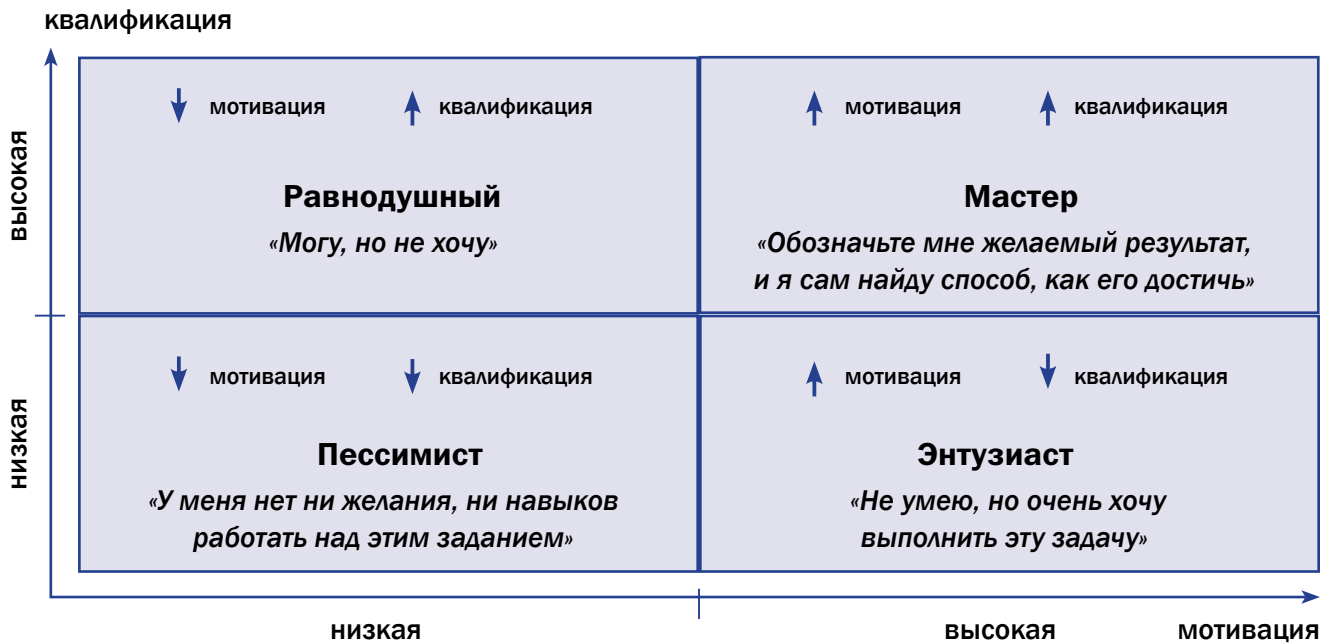 квалификация
высокая
мотивация квалификация
Равнодушный
«Могу, но не хочу»
мотивация квалификация
Мастер
«Обозначьте мне желаемый результат,
и я сам найду способ, как его достичь»
низкая
мотивация квалификация
Пессимист
«У меня нет ни желания, ни навыков
работать над этим заданием»
мотивация квалификация
Энтузиаст
«Не умею, но очень хочу
выполнить эту задачу»
низкая
высокая
мотивация